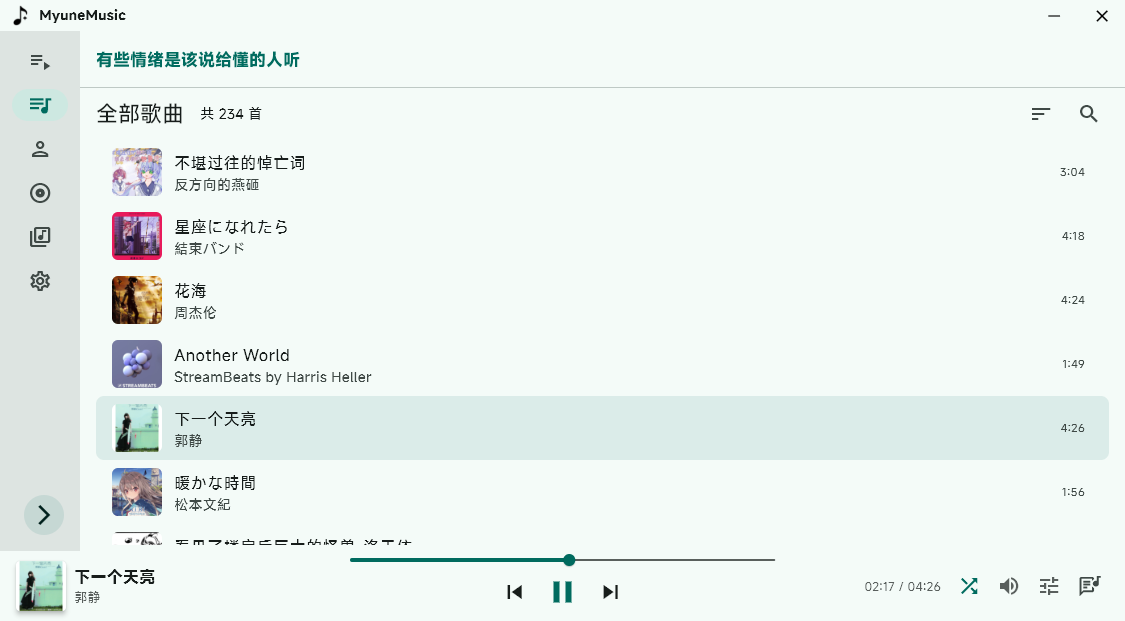 MyuneMusic
有些情绪是该说给懂的人听
全部歌曲 共 234 首
不堪过往的悼亡词
反方向的燕砸
3:04
星座になれたら
結束バンド
4:18
花海
周杰伦
4:24
Another World
StreamBeats by Harris Heller
1:49
下一个天亮
郭静
4:26
暖かな時間
松本文紀
1:56
下一个天亮
郭静
02:17 / 04:26